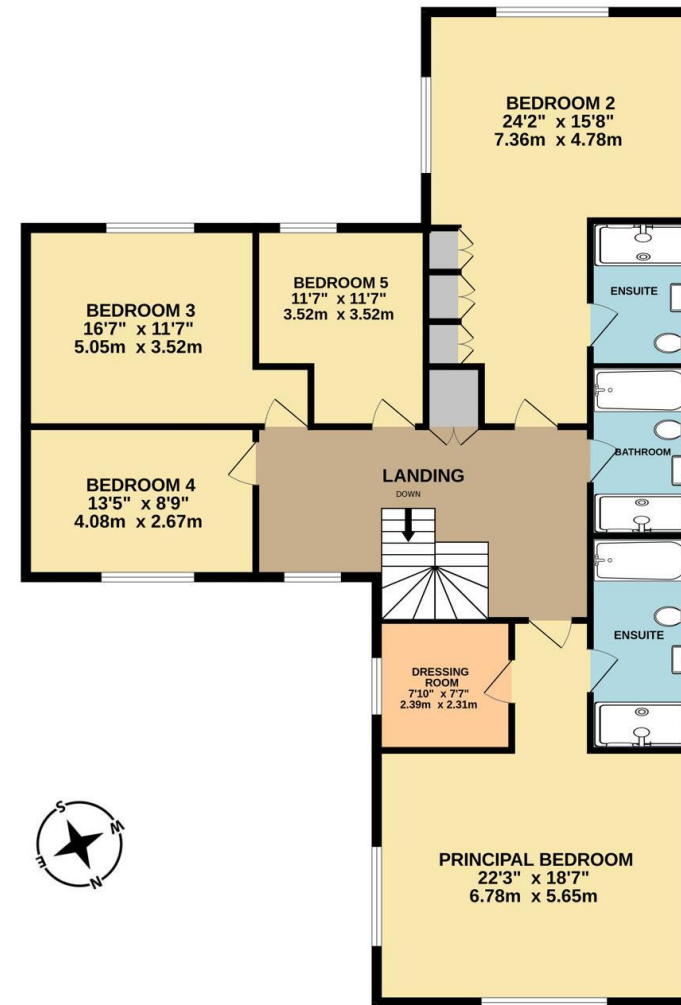 BEDROOM 2
24'2" x 15'8"
7.36m x 4.78m
BEDROOM 3
16'7" x 11'7"
5.05m x 3.52m
BEDROOM 5
11'7" x 11'7"
3.52m x 3.52m
ENSUITE
BATHROOM
BEDROOM 4
13'5" x 8'9"
4.08m x 2.67m
LANDING
DOWN
ENSUITE
DRESSING
ROOM
7'10" x 7'7"
2.39m x 2.31m
S
W
E
N
PRINCIPAL BEDROOM
22'3" x 18'7"
6.78m x 5.65m